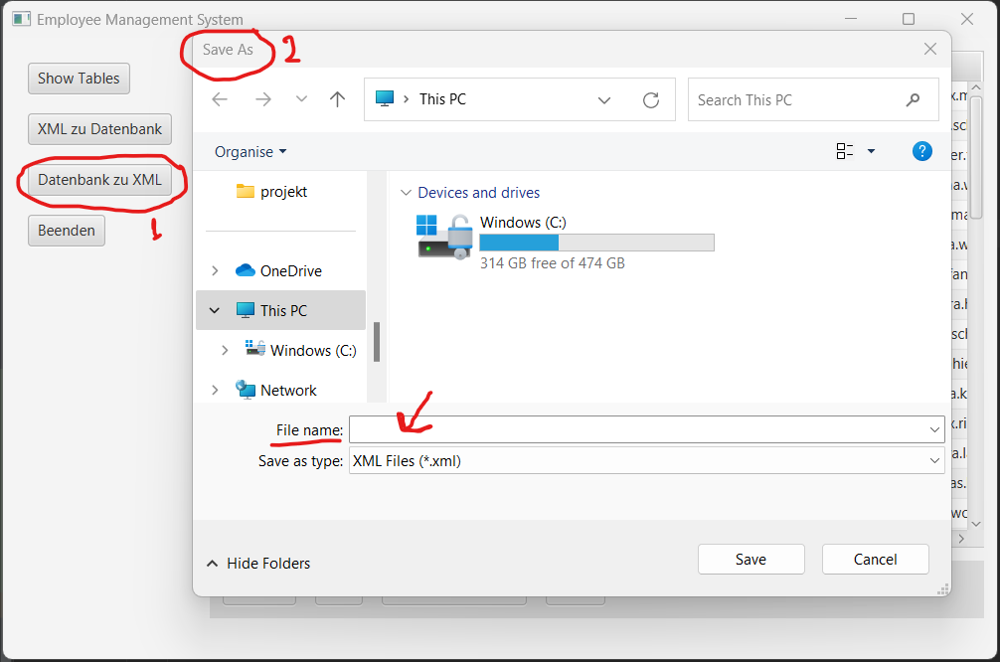 Employee Management System
Save As
2
Show Tables
This PC
Search This PC
XML zu Datenbank
Organise
?
Datenbank zu XML
1
Beenden
projekt
OneDrive
This PC
Windows (C:)
Network
Devices and drives
Windows (C:)
314 GB free of 474 GB
File name:
Save as type: XML Files (*.xml)
Hide Folders
Save
Cancel